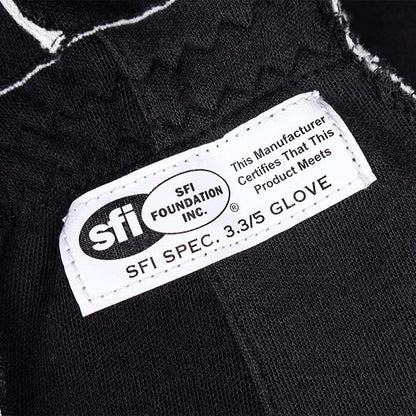 sfi
SFI
FOUNDATION
INC.
®
This Manufacturer
Certifies That This
Product Meets
SFI SPEC. 3.3/5 GLOVE